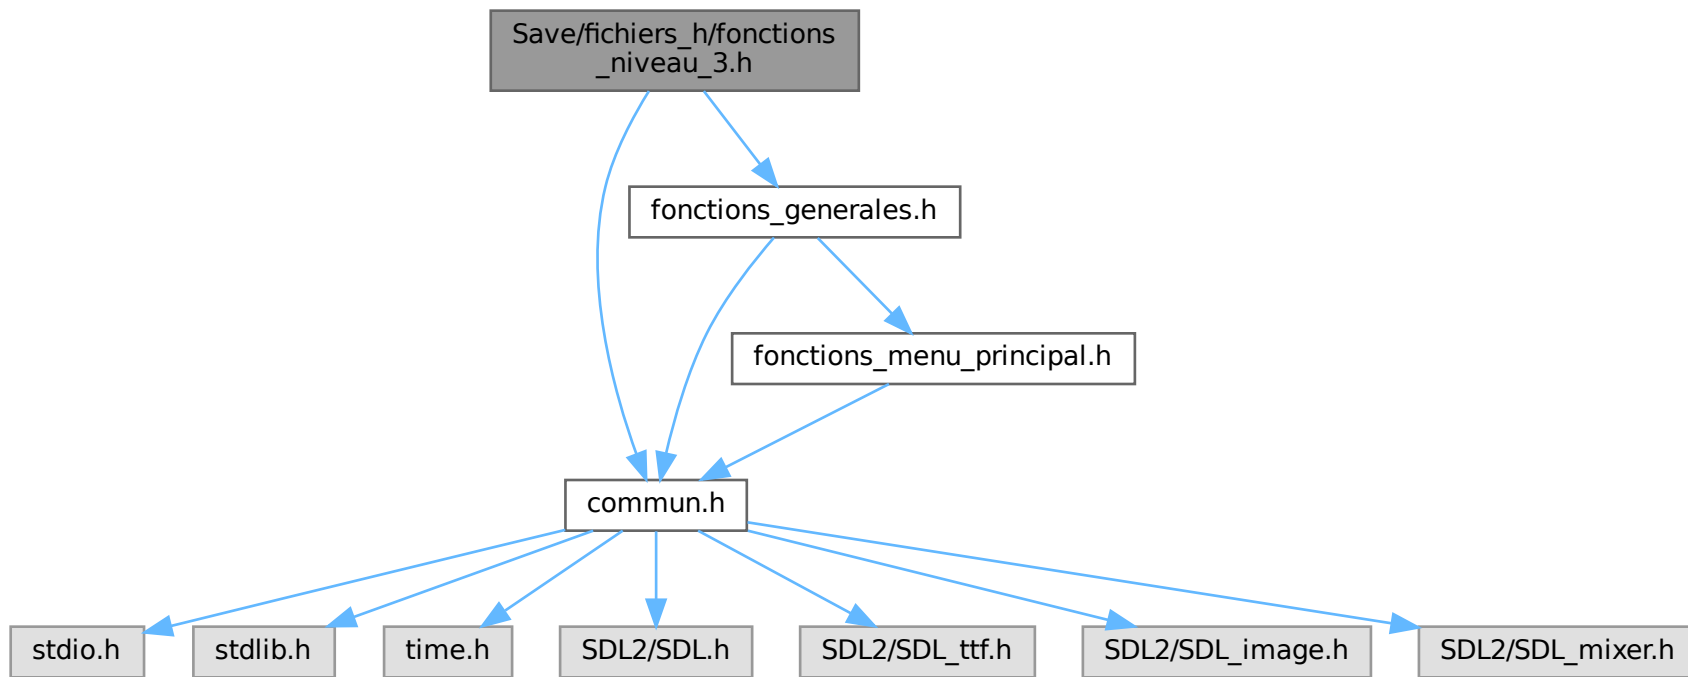 Save/fichiers_h/fonctions
_niveau_3.h
fonctions_generales.h
fonctions_menu_principal.h
commun.h
stdio.h
stdlib.h
time.h
SDL2/SDL.h
SDL2/SDL_ttf.h
SDL2/SDL_image.h
SDL2/SDL_mixer.h